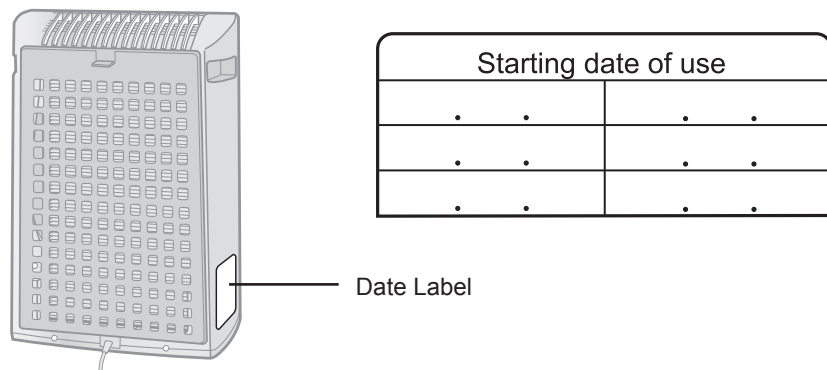 Starting date of use
. . . .
. . . .
. . . .
Date Label